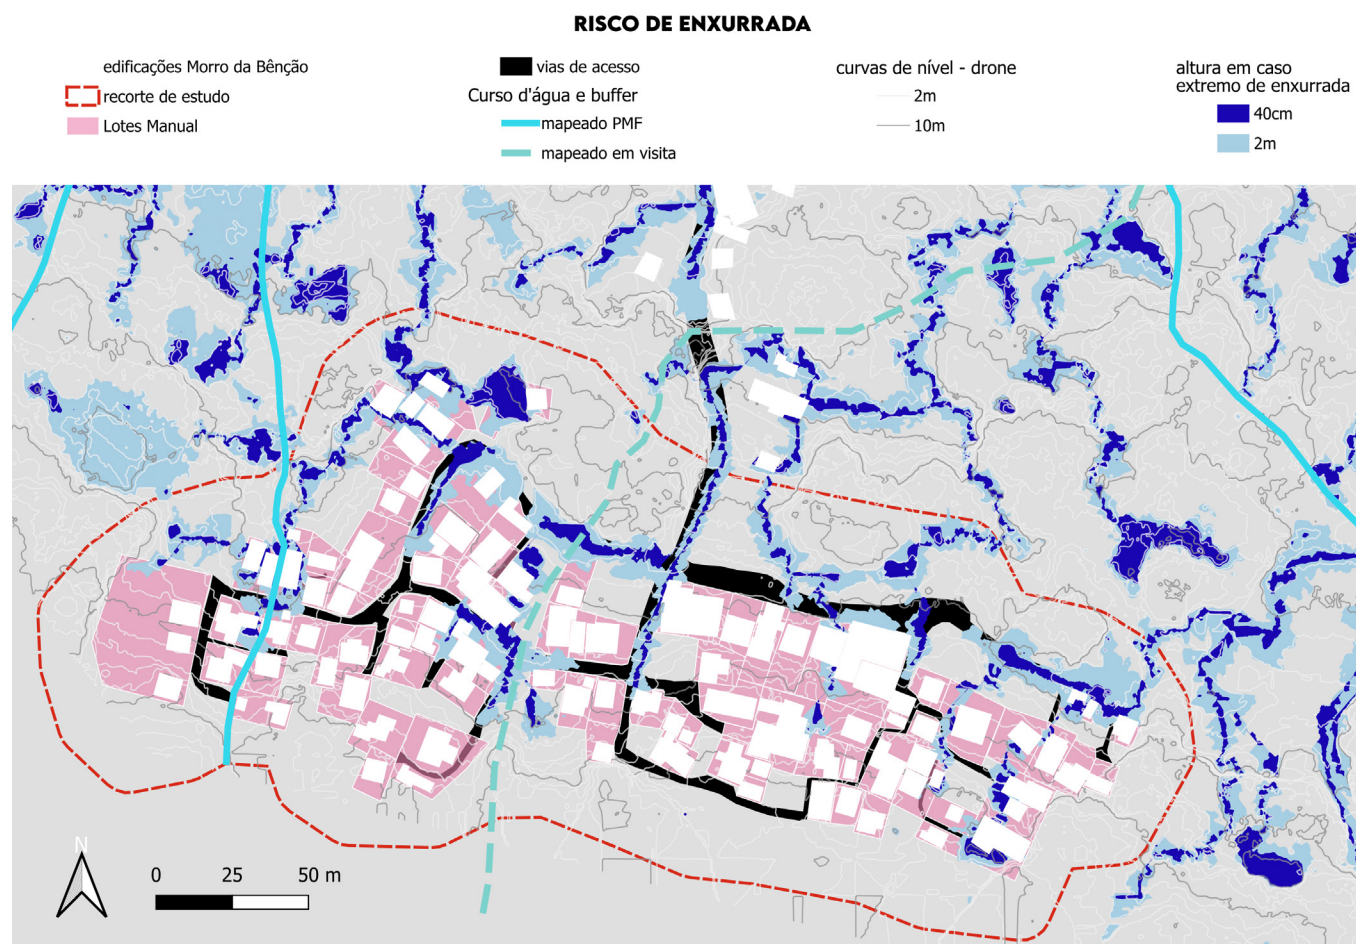 RISCO DE ENXURRADA
edificações Morro da Bênção
recorte de estudo
Lotes Manual
vias de acesso
Curso d'água e buffer
mapeado PMF
mapeado em visita
curvas de nível - drone
2m
10m
altura em caso
extremo de enxurrada
40cm
2m
N
0 25 50 m